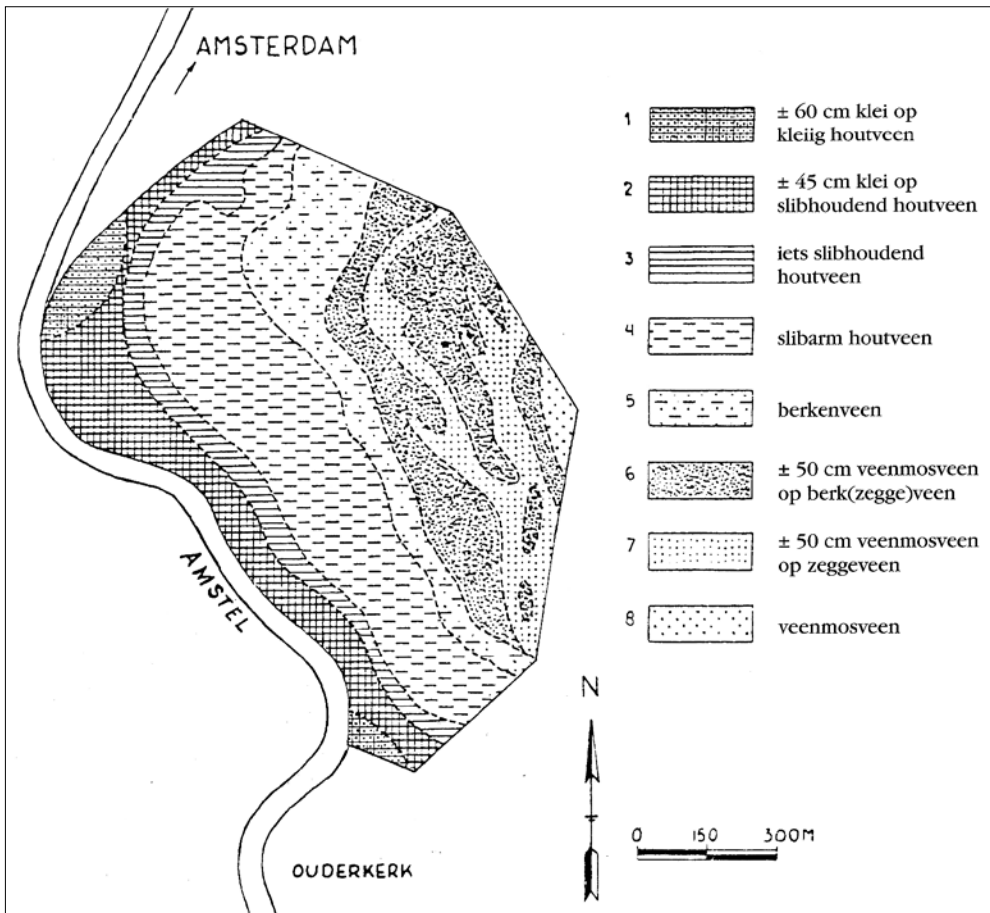 AMSTERDAM
1 ± 60 cm klei op
kleiig houtveen
2 ± 45 cm klei op
slibhoudend houtveen
3 iets slibhoudend
houtveen
4 slibarm houtveen
5 berkenveen
6 ± 50 cm veenmosveen
op berk(zegge)veen
7 ± 50 cm veenmosveen
op zeggeveen
8 veenmosveen
AMSTEL
N
0 150 300M
OUDERKERK